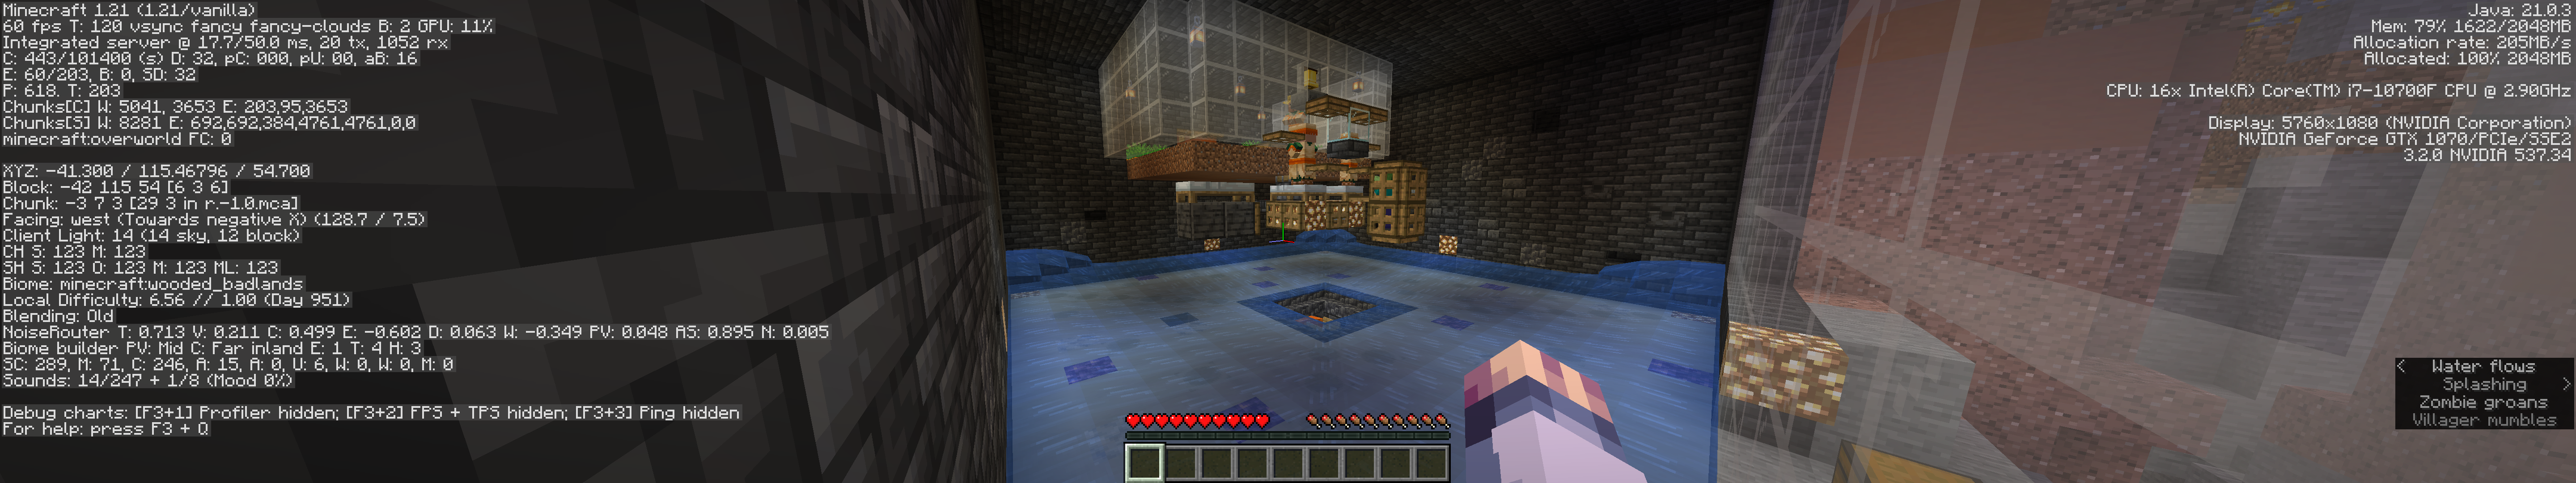 Minecraft 1.21 (1.21/vanilla)
60 fps T: 120 vsync fancy fancy-clouds B: 2 GPU: 11%
Integrated server @ 17.7/50.0 ms, 20 tx, 1052 rx
C: 443/101400 (s) D: 32, pC: 000, pU: 00, aB: 16
E: 60/203, B: 0, SD: 32
P: 618. T: 203
Chunks[C] W: 5041, 3653 E: 203,95,3653
Chunks[S] W: 8281 E: 692,692,384,4761,4761,0,0
minecraft:overworld FC: 0
XYZ: -41.300 / 115.46796 / 54.700
Block: -42 115 54 [6 3 6]
Chunk: -3 7 3 [29 3 in r.-1.0.mca]
Facing: west (Towards negative X) (128.7 / 7.5)
Client Light: 14 (14 sky, 12 block)
CH S: 123 M: 123
SH S: 123 O: 123 M: 123 ML: 123
Biome: minecraft:wooded_badlands
Local Difficulty: 6.56 // 1.00 (Day 951)
Blending: Old
NoiseRouter T: 0.713 V: 0.211 C: 0.499 E: -0.602 D: 0.063 W: -0.349 PV: 0.048 AS: 0.895 N: 0.005
Biome builder PV: Mid C: Far inland E: 1 T: 4 H: 3
SC: 289, M: 71, C: 246, A: 15, A: 0, U: 6, W: 0, W: 0, M: 0
Sounds: 14/247 + 1/8 (Mood 0%)
Debug charts: [F3+1] Profiler hidden; [F3+2] FPS + TPS hidden; [F3+3] Ping hidden
For help: press F3 + Q
Java: 21.0.3
Mem: 79% 1622/2048MB
Allocation rate: 205MB/s
Allocated: 100% 2048MB
CPU: 16x Intel(R) Core(TM) i7-10700F CPU @ 2.90GHz
Display: 5760x1080 (NVIDIA Corporation)
NVIDIA GeForce GTX 1070/PCIe/SSE2
3.2.0 NVIDIA 537.34
< Water flows
Splashing >
Zombie groans
Villager mumbles